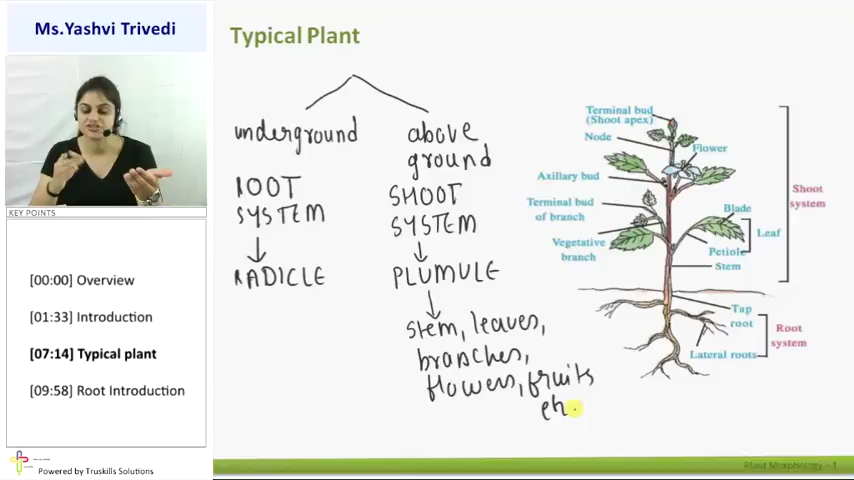 Ms.Yashvi Trivedi
KEY POINTS
[00:00] Overview
[01:33] Introduction
[07:14] Typical plant
[09:58] Root Introduction
Powered by Truskills Solutions
Typical Plant
underground
ROOT
SYSTEM
RADICLE
above
ground
SHOOT
SYSTEM
PLUMULE
stem, leaves,
branches,
flowers, fruits
etc.
Terminal bud
(Shoot apex)
Node
Flower
Axillary bud
Terminal bud
of branch
Vegetative
branch
Blade
Leaf
Petiole
Stem
Shoot
system
Tap
root
Lateral roots
Root
system
Plant Morphology - 1